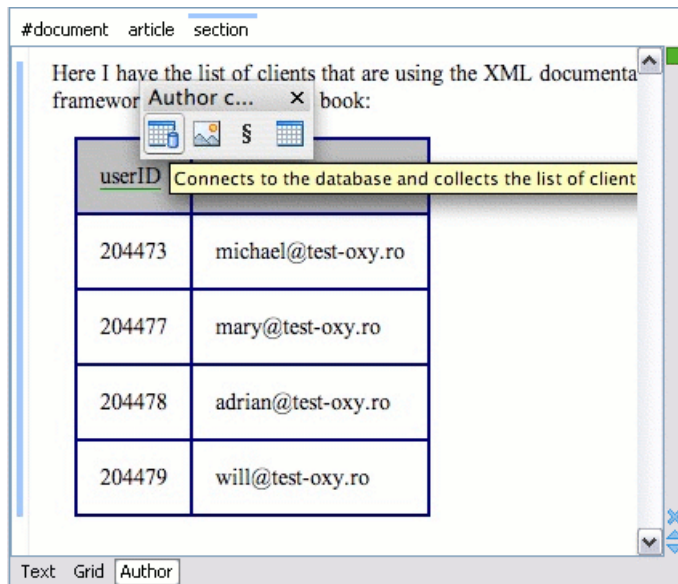 #document article section
Here I have the list of clients that are using the XML documenta
framewor book:
Author c... ×
§
userID
Connects to the database and collects the list of client
204473 michael@test-oxy.ro
204477 mary@test-oxy.ro
204478 adrian@test-oxy.ro
204479 will@test-oxy.ro
Text Grid Author